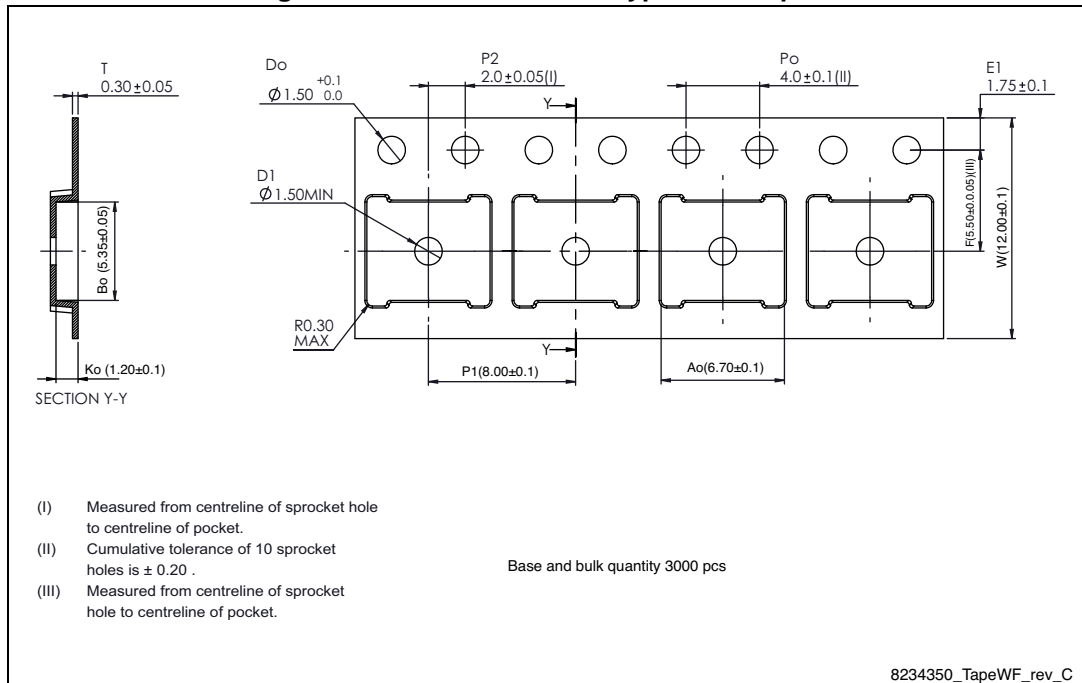 T
0.30±0.05
Do
Ø1.50 +0.1 0.0
P2
2.0±0.05(I)
Po
4.0±0.1(II)
E1
1.75±0.1
Y
D1
Ø1.50MIN
Bo (5.35±0.05)
F(5.50±0.0.05)(III)
W(12.00±0.1)
R0.30
MAX
Y
Ko (1.20±0.1)
P1(8.00±0.1)
Ao(6.70±0.1)
SECTION Y-Y
(I) Measured from centreline of sprocket hole
to centreline of pocket.
(II) Cumulative tolerance of 10 sprocket
holes is ± 0.20 .
(III) Measured from centreline of sprocket
hole to centreline of pocket.
Base and bulk quantity 3000 pcs
8234350_TapeWF_rev_C